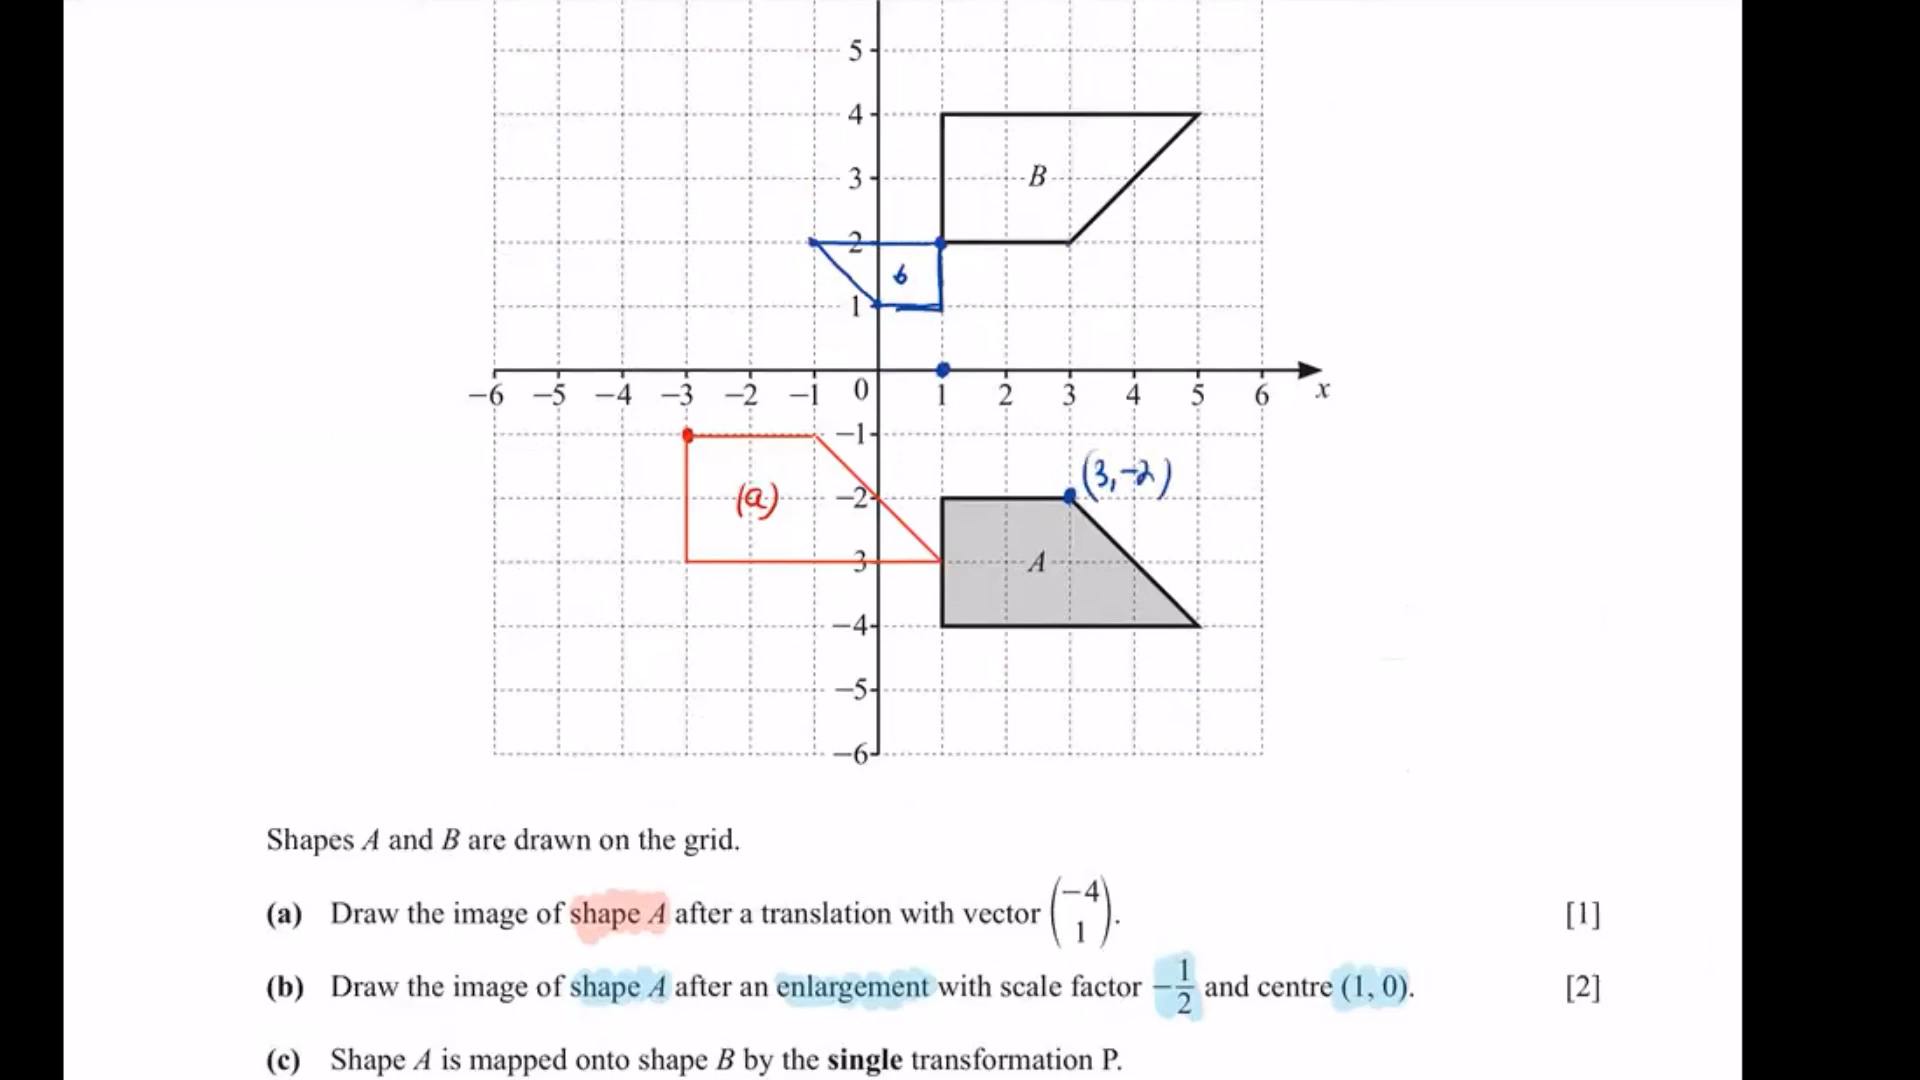 5
4
3
B
2
6
1
-6 -5 -4 -3 -2 -1 0 1 2 3 4 5 6 x
-1
(3,-2)
(a)
-2
3
A
-4
-5
-6
Shapes A and B are drawn on the grid.
(a) Draw the image of shape A after a translation with vector (-4 1). [1]
(b) Draw the image of shape A after an enlargement with scale factor -1/2 and centre (1, 0). [2]
(c) Shape A is mapped onto shape B by the single transformation P.